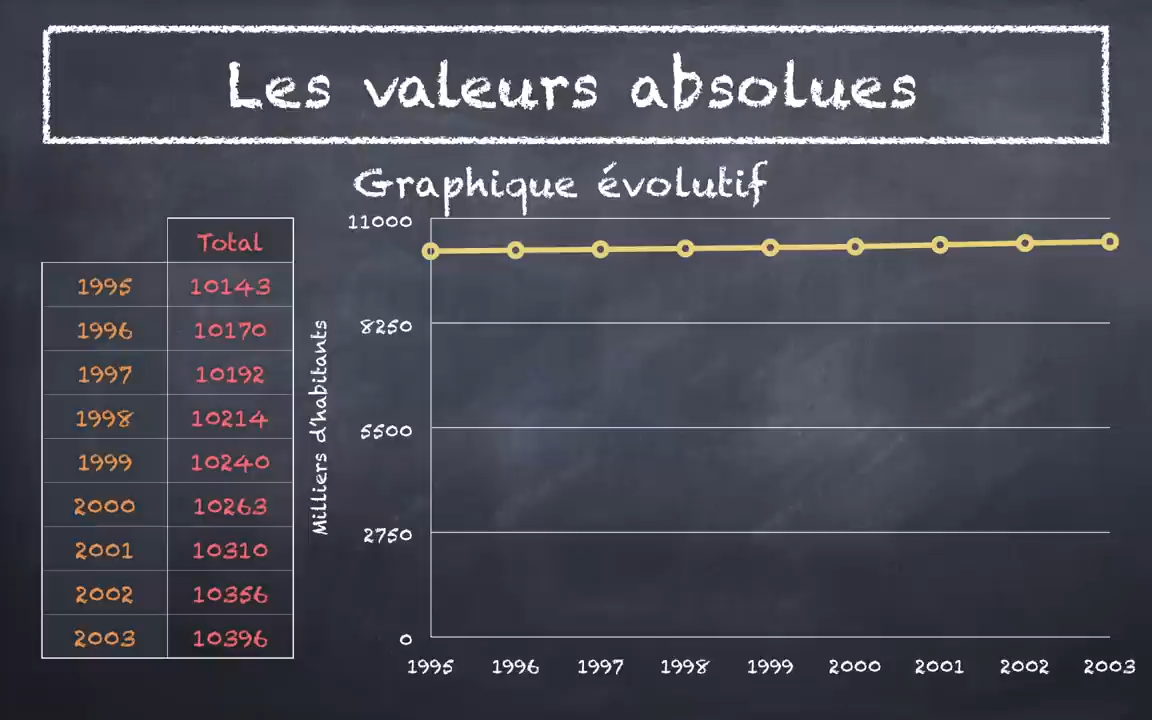 Les valeurs absolues
Graphique évolutif
Total
1995 10143
1996 10170
1997 10192
1998 10214
1999 10240
2000 10263
2001 10310
2002 10356
2003 10396
Milliers d'habitants
11000
8250
5500
2750
0
1995 1996 1997 1998 1999 2000 2001 2002 2003